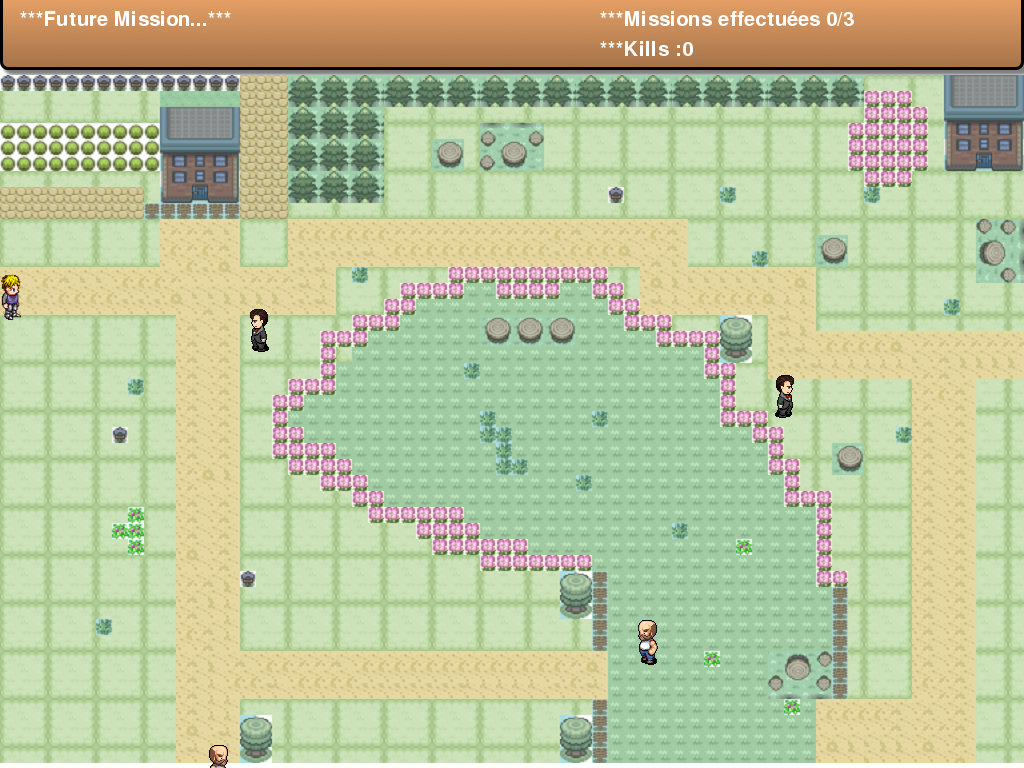 ***Future Mission...***
***Missions effectuées 0/3
***Kills :0